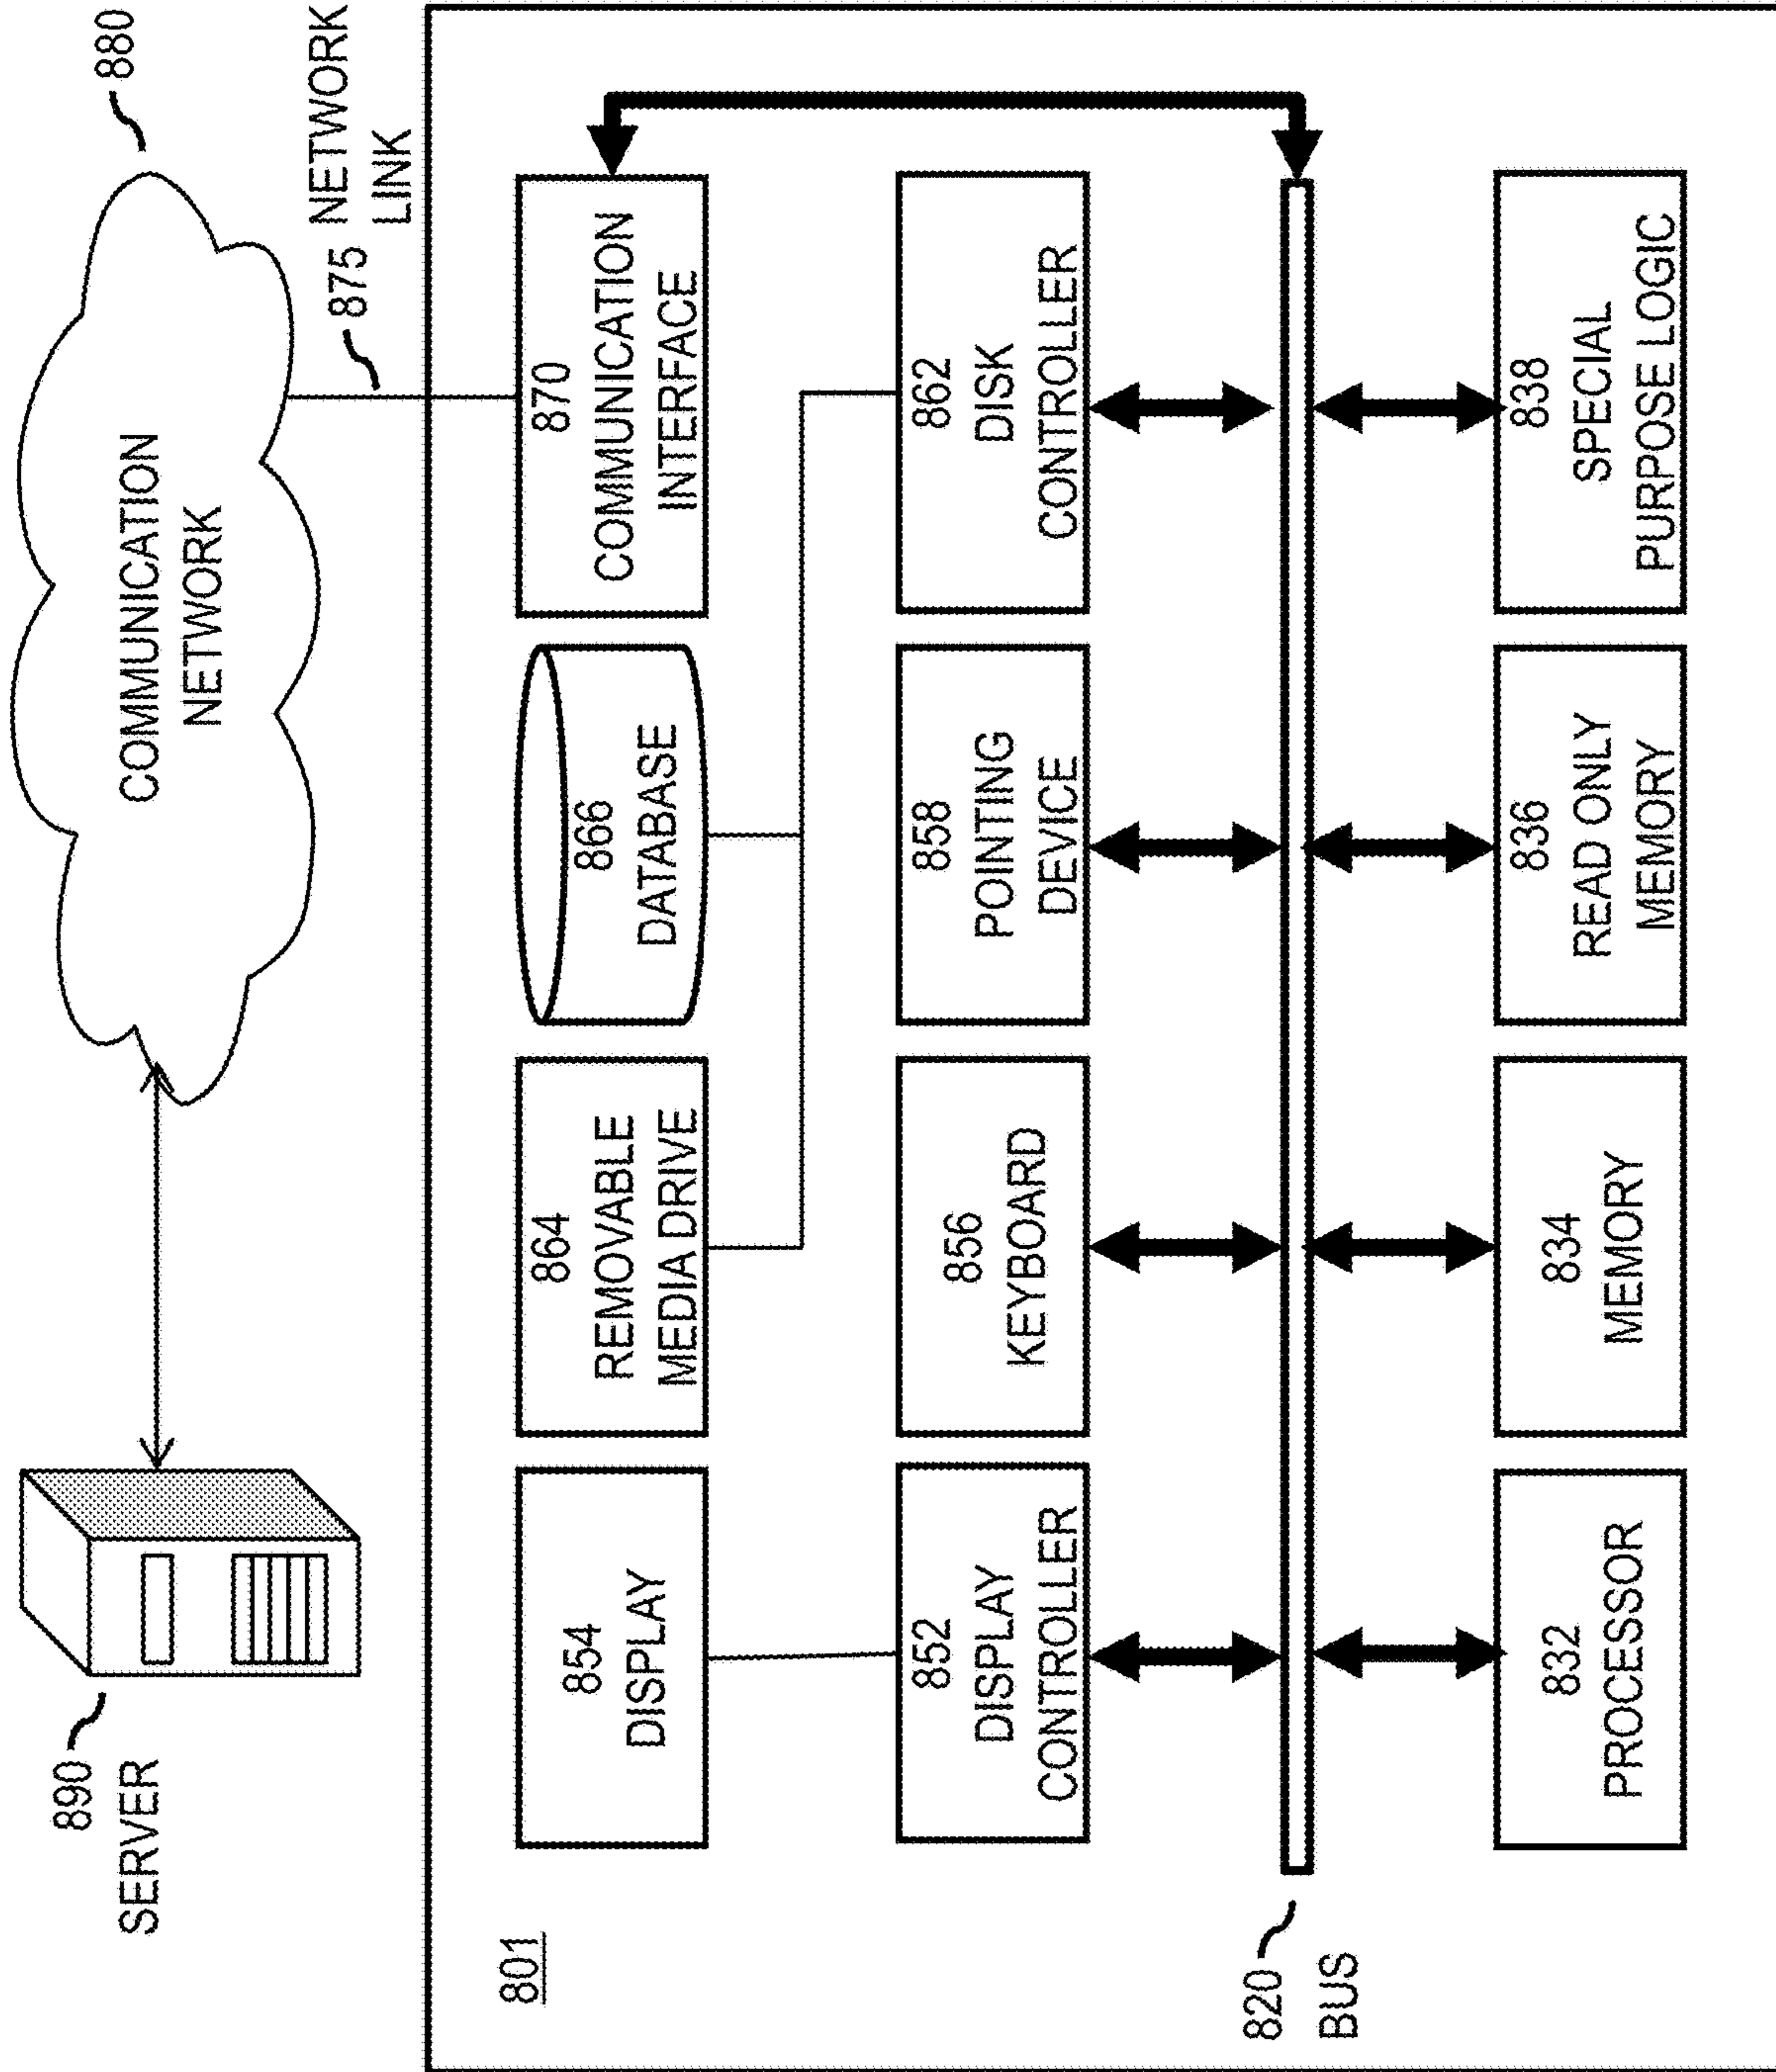 890
SERVER
COMMUNICATION
NETWORK
880
875
NETWORK
LINK
801
854
DISPLAY
864
REMOVABLE
MEDIA DRIVE
866
DATABASE
870
COMMUNICATION
INTERFACE
852
DISPLAY
CONTROLLER
856
KEYBOARD
858
POINTING
DEVICE
862
DISK
CONTROLLER
820
BUS
832
PROCESSOR
834
MEMORY
836
READ ONLY
MEMORY
838
SPECIAL
PURPOSE LOGIC